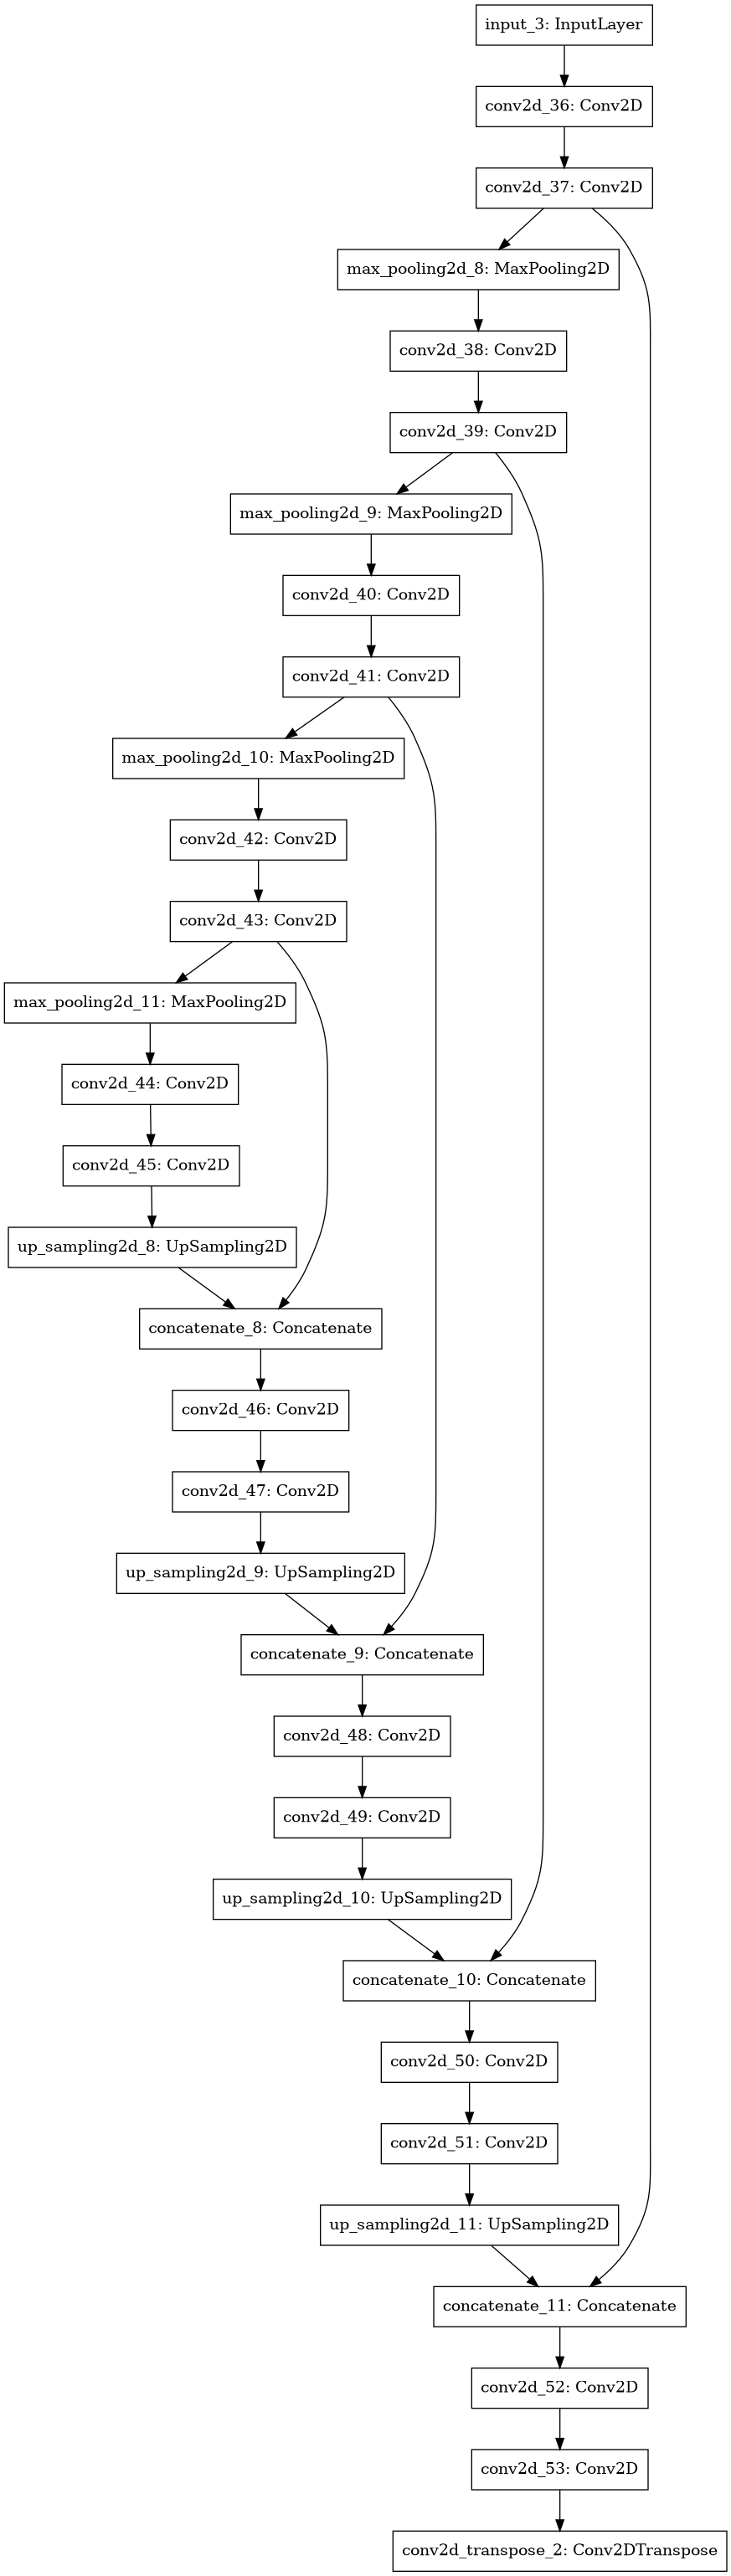 input_3: InputLayer
conv2d_36: Conv2D
conv2d_37: Conv2D
max_pooling2d_8: MaxPooling2D
conv2d_38: Conv2D
conv2d_39: Conv2D
max_pooling2d_9: MaxPooling2D
conv2d_40: Conv2D
conv2d_41: Conv2D
max_pooling2d_10: MaxPooling2D
conv2d_42: Conv2D
conv2d_43: Conv2D
max_pooling2d_11: MaxPooling2D
conv2d_44: Conv2D
conv2d_45: Conv2D
up_sampling2d_8: UpSampling2D
concatenate_8: Concatenate
conv2d_46: Conv2D
conv2d_47: Conv2D
up_sampling2d_9: UpSampling2D
concatenate_9: Concatenate
conv2d_48: Conv2D
conv2d_49: Conv2D
up_sampling2d_10: UpSampling2D
concatenate_10: Concatenate
conv2d_50: Conv2D
conv2d_51: Conv2D
up_sampling2d_11: UpSampling2D
concatenate_11: Concatenate
conv2d_52: Conv2D
conv2d_53: Conv2D
conv2d_transpose_2: Conv2DTranspose